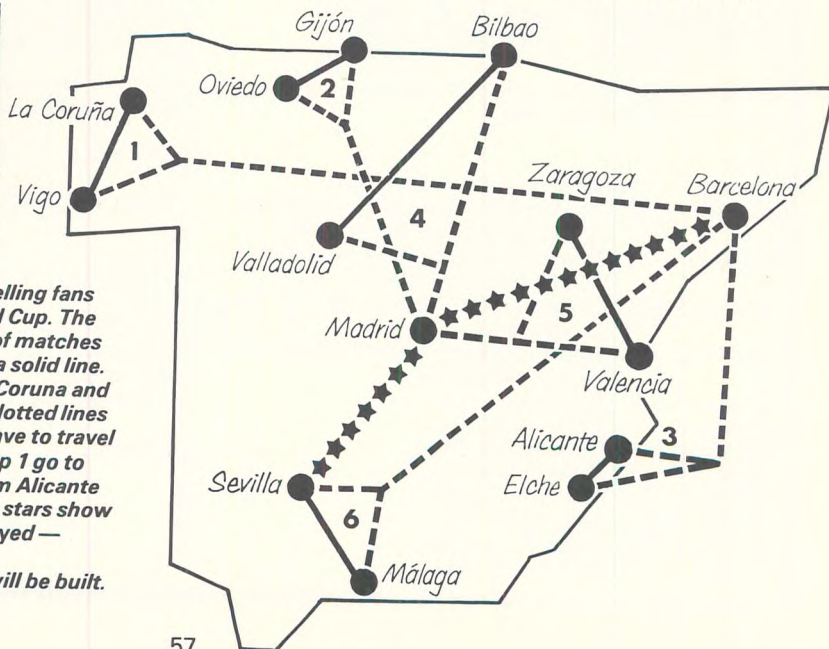 Gijón
Bilbao
Oviedo
2
La Coruña
1
Zaragoza
Barcelona
Vigo
4
Valladolid
5
Madrid
Valencia
Alicante
3
Elche
Sevilla
6
Málaga
elling fans
d Cup. The
of matches
a solid line.
Coruna and
lotted lines
ave to travel
p 1 go to
m Alicante
stars show
yed —
will be built.
57